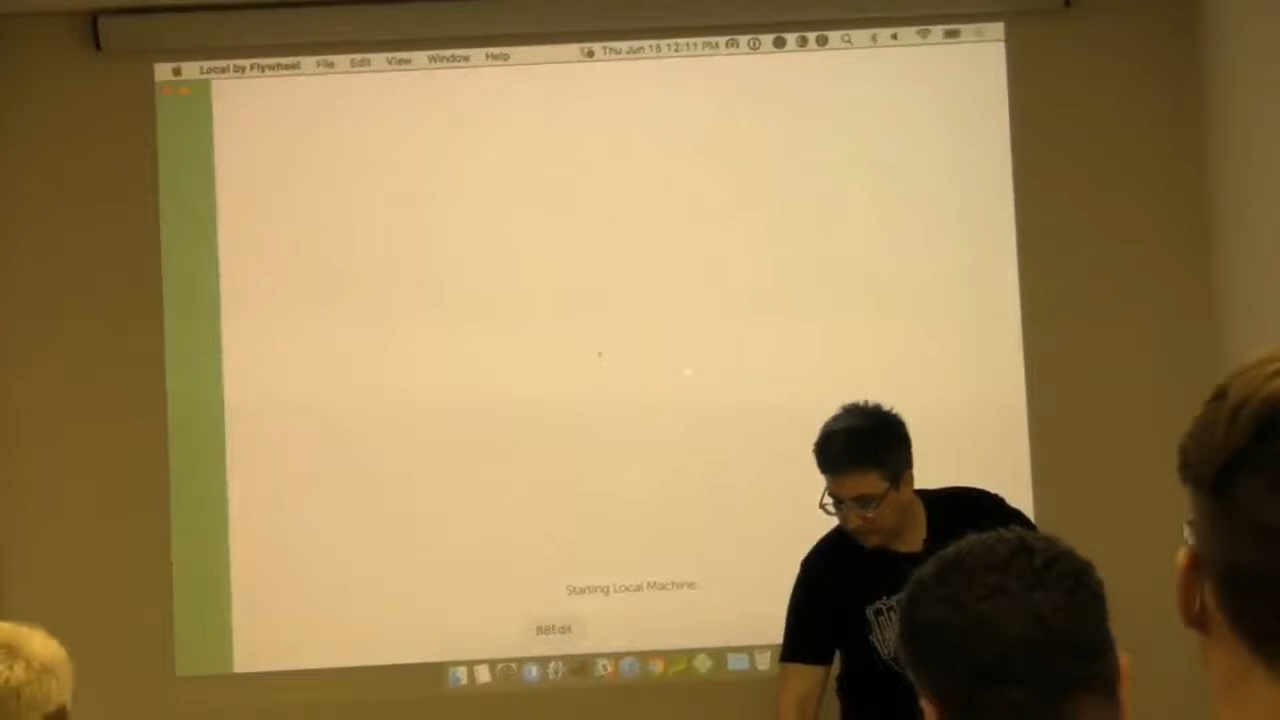 Local by Flywheel File Edit View Window Help Thu Jun 15 12:11 PM
Starting Local Machine..
BBEdit